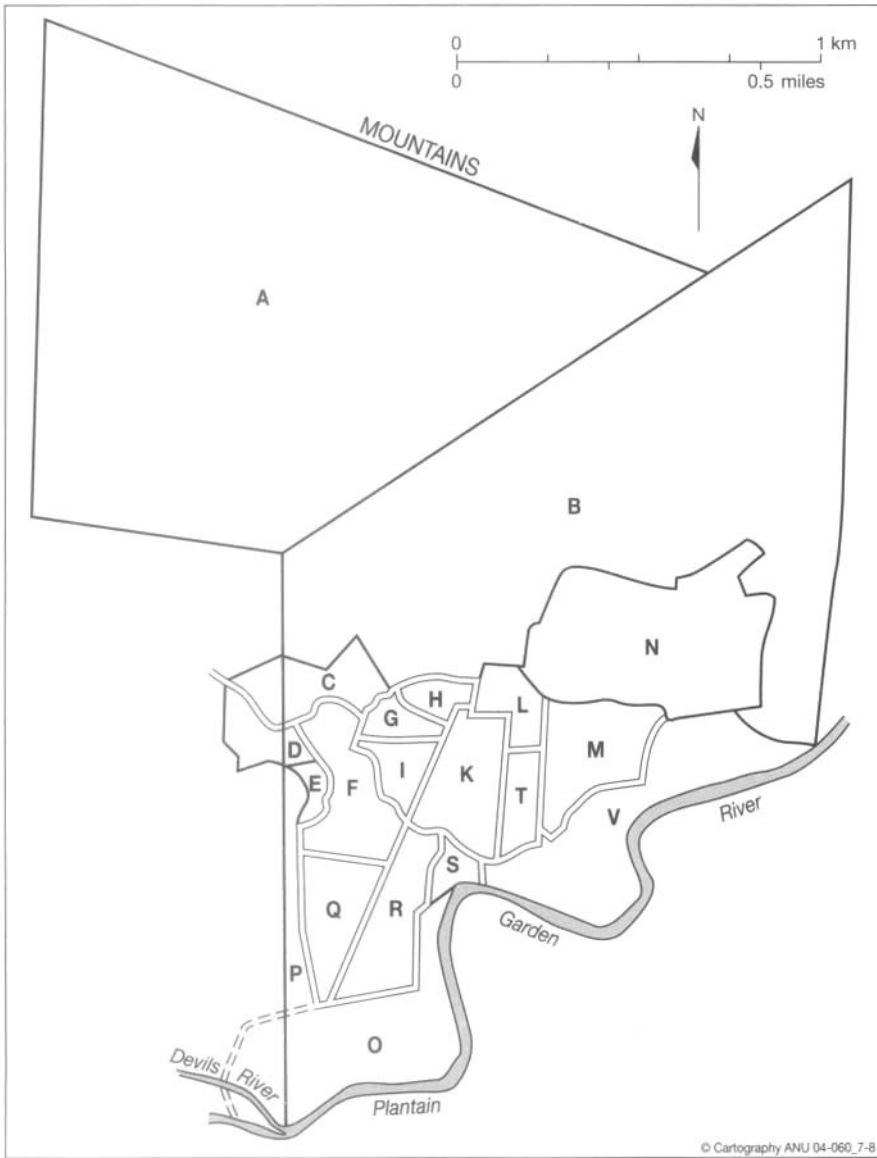 0 1 km
0 0.5 miles
N
MOUNTAINS
A
B
N
C
H
L
G
D
M
E
F
I
K
T
V
River
S
Q
R
Garden
P
O
Devils River
Plantain
© Cartography ANU 04-060_7-8